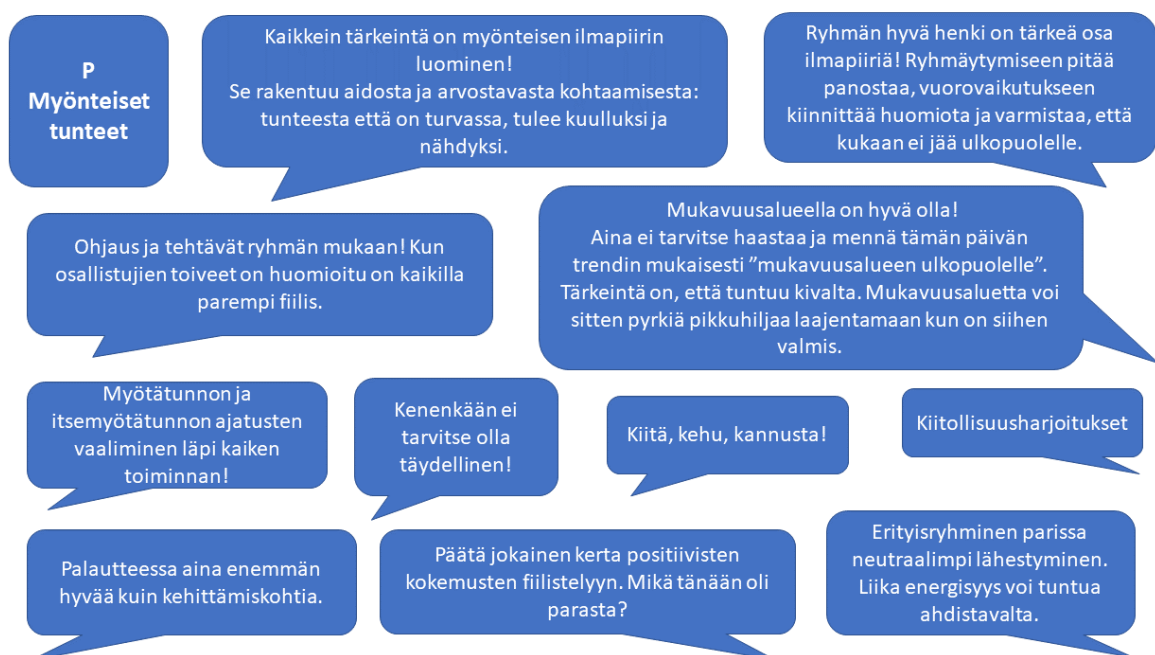 P
Myönteiset
tunteet
Kaikkein tärkeintä on myönteisen ilmapiirin
luominen!
Se rakentuu aidosta ja arvostavasta kohtaamisesta:
tunteesta että on turvassa, tulee kuulluksi ja
nähdyksi.
Ryhmän hyvä henki on tärkeä osa
ilmapiiriä! Ryhmäytymiseen pitää
panostaa, vuorovaikutukseen
kiinnittää huomiota ja varmistaa, että
kukaan ei jää ulkopuolelle.
Ohjaus ja tehtävät ryhmän mukaan! Kun
osallistujien toiveet on huomioitu on kaikilla
parempi fiilis.
Mukavuusalueella on hyvä olla!
Aina ei tarvitse haastaa ja mennä tämän päivän
trendin mukaisesti ”mukavuusalueen ulkopuolelle”.
Tärkeintä on, että tuntuu kivalta. Mukavuusaluetta voi
sitten pyrkiä pikkuhiljaa laajentamaan kun on siihen
valmis.
Myötätunnon ja
itsemyötätunnon ajatusten
vaaliminen läpi kaiken
toiminnan!
Kenenkään ei
tarvitse olla
täydellinen!
Kiitä, kehu, kannusta!
Kiitollisuusharjoitukset
Palautteessa aina enemmän
hyvää kuin kehittämiskohtia.
Päätä jokainen kerta positiivisten
kokemusten fiilistelyyn. Mikä tänään oli
parasta?
Erityisryhminen parissa
neutraalimpi lähestyminen.
Liika energisyys voi tuntua
ahdistavalta.